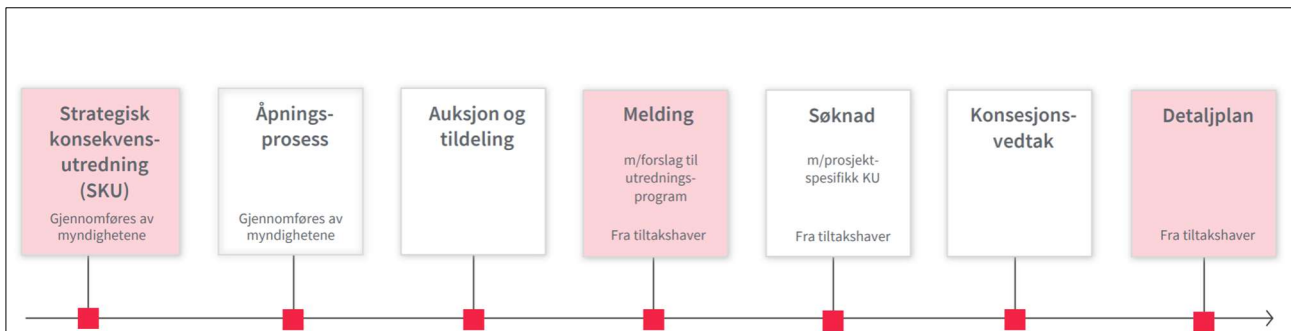 Strategisk
konsekvens-
utredning
(SKU)
Gjennomføres av
myndighetene
Åpnings-
prosess
Gjennomføres av
myndighetene
Auksjon og
tildeling
Melding
m/forslag til
utrednings-
program
Fra tiltakshaver
Søknad
m/prosjekt-
spesifikk KU
Fra tiltakshaver
Konsesjons-
vedtak
Detaljplan
Fra tiltakshaver